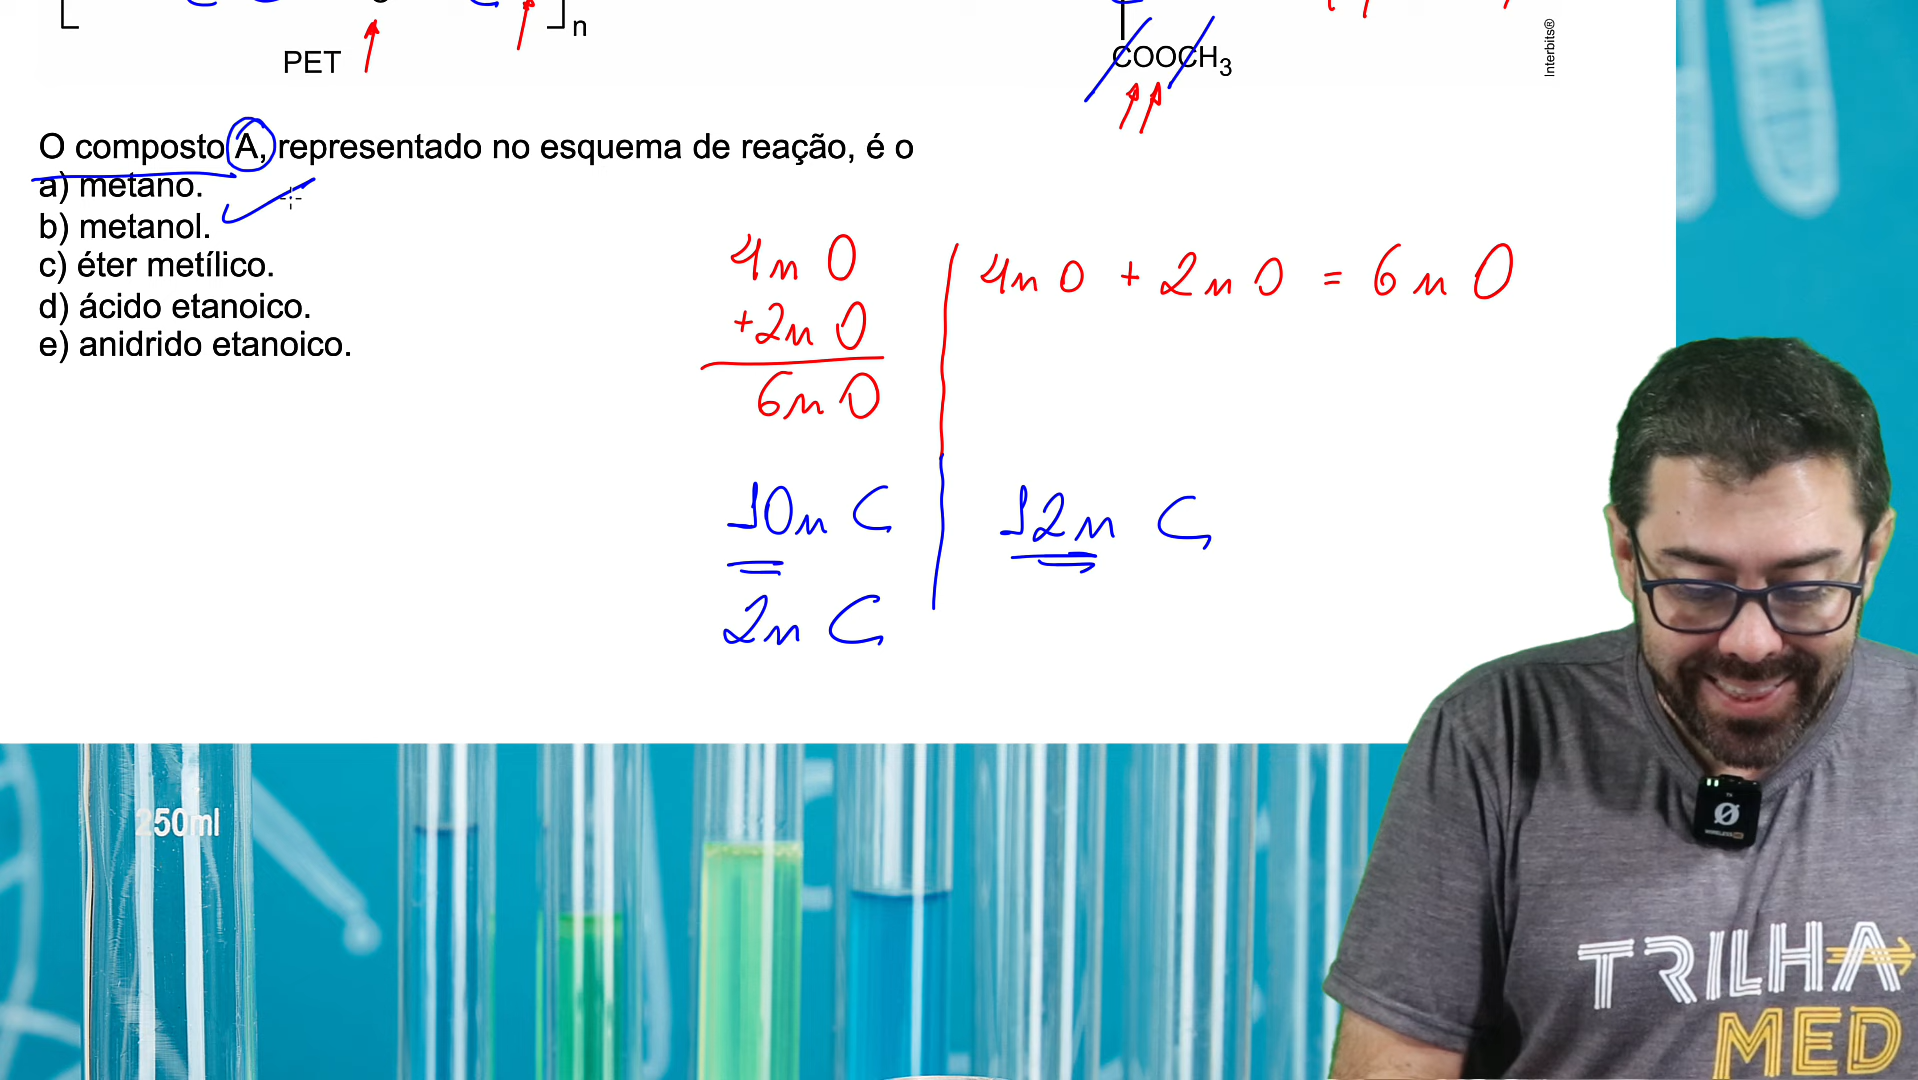 n
PET
COOCH3
Interbits®
O composto A, representado no esquema de reação, é o
a) metano.
b) metanol.
c) éter metílico.
d) ácido etanoico.
e) anidrido etanoico.
4n O
+2n O
6n O
4n O + 2n O = 6n O
10n C
2n C
12n C
250ml
TRILHA
MED